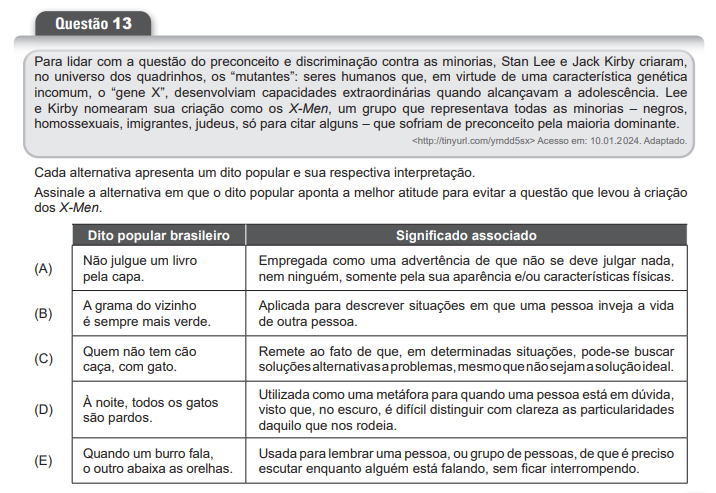 Questão 13
Para lidar com a questão do preconceito e discriminação contra as minorias, Stan Lee e Jack Kirby criaram,
no universo dos quadrinhos, os “mutantes”: seres humanos que, em virtude de uma característica genética
incomum, o “gene X”, desenvolviam capacidades extraordinárias quando alcançavam a adolescência. Lee
e Kirby nomearam sua criação como os X-Men, um grupo que representava todas as minorias – negros,
homossexuais, imigrantes, judeus, só para citar alguns – que sofriam de preconceito pela maioria dominante.
<http://tinyurl.com/yrndd5sx> Acesso em: 10.01.2024. Adaptado.
Cada alternativa apresenta um dito popular e sua respectiva interpretação.
Assinale a alternativa em que o dito popular aponta a melhor atitude para evitar a questão que levou à criação
dos X-Men.
Dito popular brasileiro
Significado associado
(A)
Não julgue um livro
pela capa.
Empregada como uma advertência de que não se deve julgar nada,
nem ninguém, somente pela sua aparência e/ou características físicas.
(B)
A grama do vizinho
é sempre mais verde.
Aplicada para descrever situações em que uma pessoa inveja a vida
de outra pessoa.
(C)
Quem não tem cão
caça, com gato.
Remete ao fato de que, em determinadas situações, pode-se buscar
soluções alternativas a problemas, mesmo que não sejam a solução ideal.
(D)
À noite, todos os gatos
são pardos.
Utilizada como uma metáfora para quando uma pessoa está em dúvida,
visto que, no escuro, é difícil distinguir com clareza as particularidades
daquilo que nos rodeia.
(E)
Quando um burro fala,
o outro abaixa as orelhas.
Usada para lembrar uma pessoa, ou grupo de pessoas, de que é preciso
escutar enquanto alguém está falando, sem ficar interrompendo.